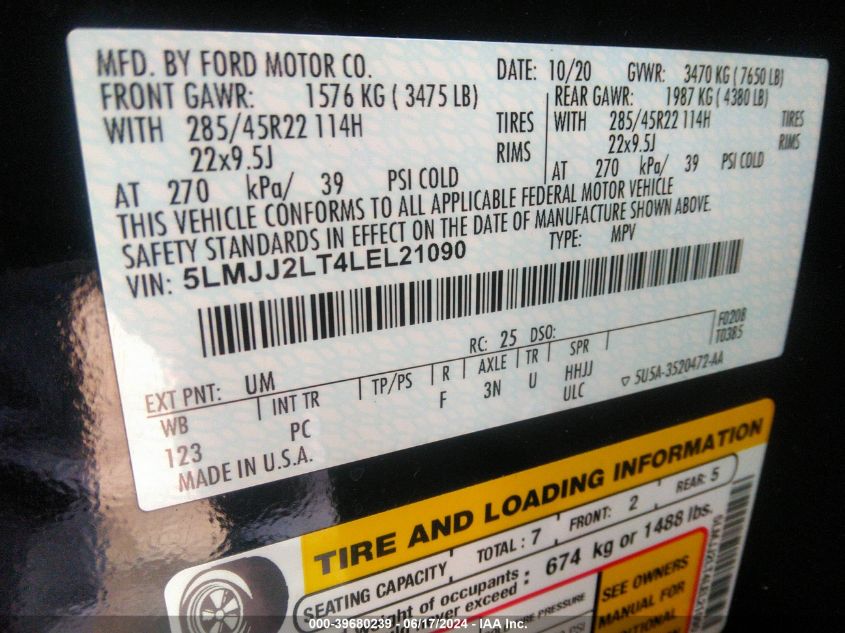 MFD. BY FORD MOTOR CO. DATE: 10/20 GVWR: 3470 KG ( 7650 LB)
FRONT GAWR: 1576 KG ( 3475 LB) REAR GAWR: 1987 KG ( 4380 LB)
WITH 285/45R22 114H TIRES WITH 285/45R22 114H TIRES
22x9.5J RIMS 22x9.5J RIMS
AT 270 kPa/ 39 PSI COLD AT 270 kPa/ 39 PSI COLD
THIS VEHICLE CONFORMS TO ALL APPLICABLE FEDERAL MOTOR VEHICLE
SAFETY STANDARDS IN EFFECT ON THE DATE OF MANUFACTURE SHOWN ABOVE.
VIN: 5LMJJ2LT4LEL21090 TYPE: MPV
F0208
T0385
EXT PNT: UM RC: 25 DSO:
WB INT TR TP/PS R AXLE TR SPR
123 PC F 3N U HHJJ
ULC 5U5A-3520472-AA
MADE IN U.S.A.
TIRE AND LOADING INFORMATION
SEATING CAPACITY TOTAL : 7 FRONT: 2 REAR: 5
weight of occupants
never exceed : 674 kg or 1488 lbs.
PRESSURE
SEE OWNERS
MANUAL FOR
000-39680239 - 06/17/2024 - IAA Inc.